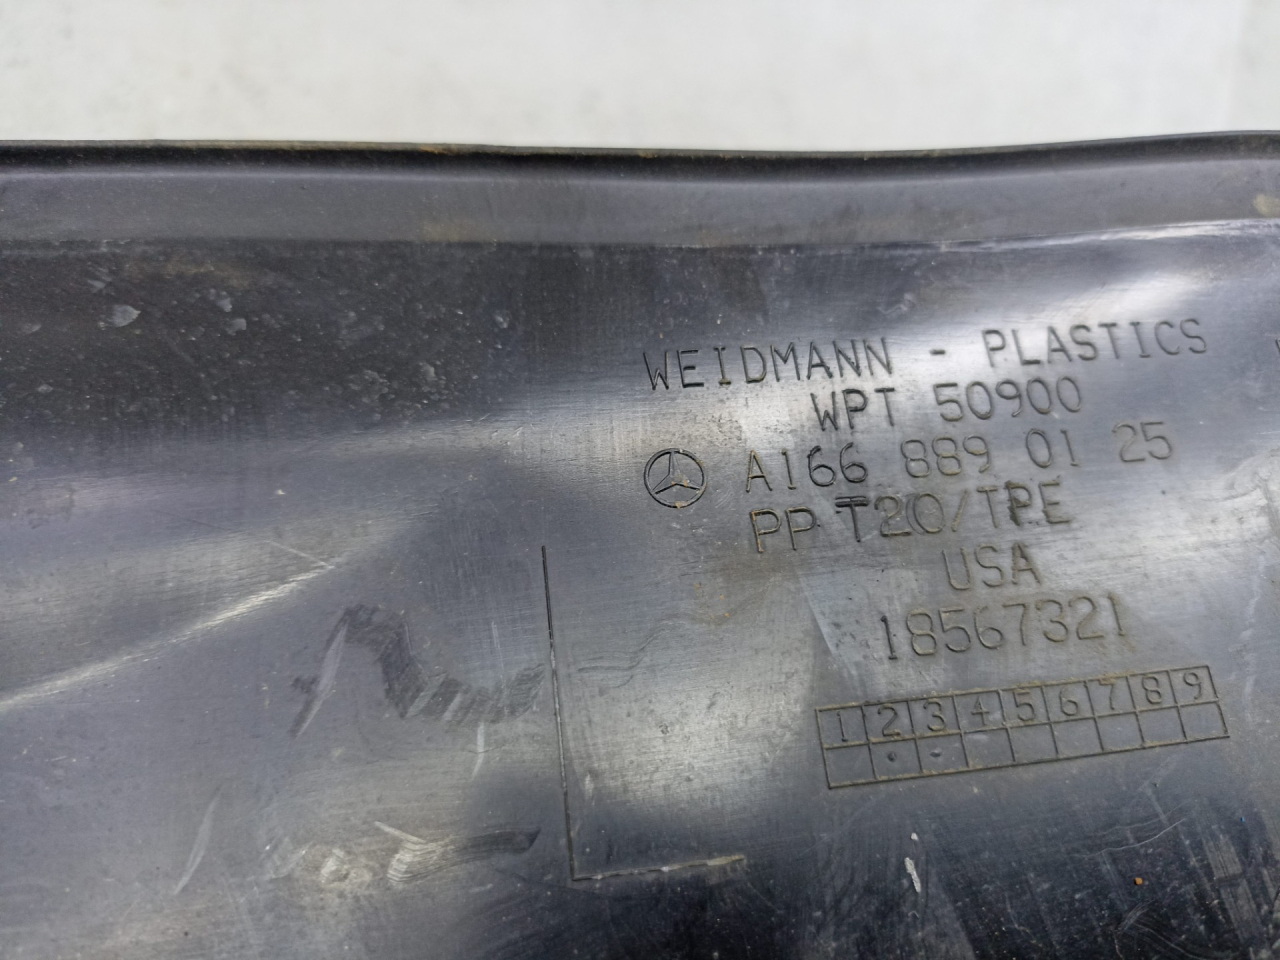 WEIDMANN - PLASTICS
WPT 50900
A166 889 01 25
PP T20/TPE
USA
18567321
1 2 3 4 5 6 7 8 9